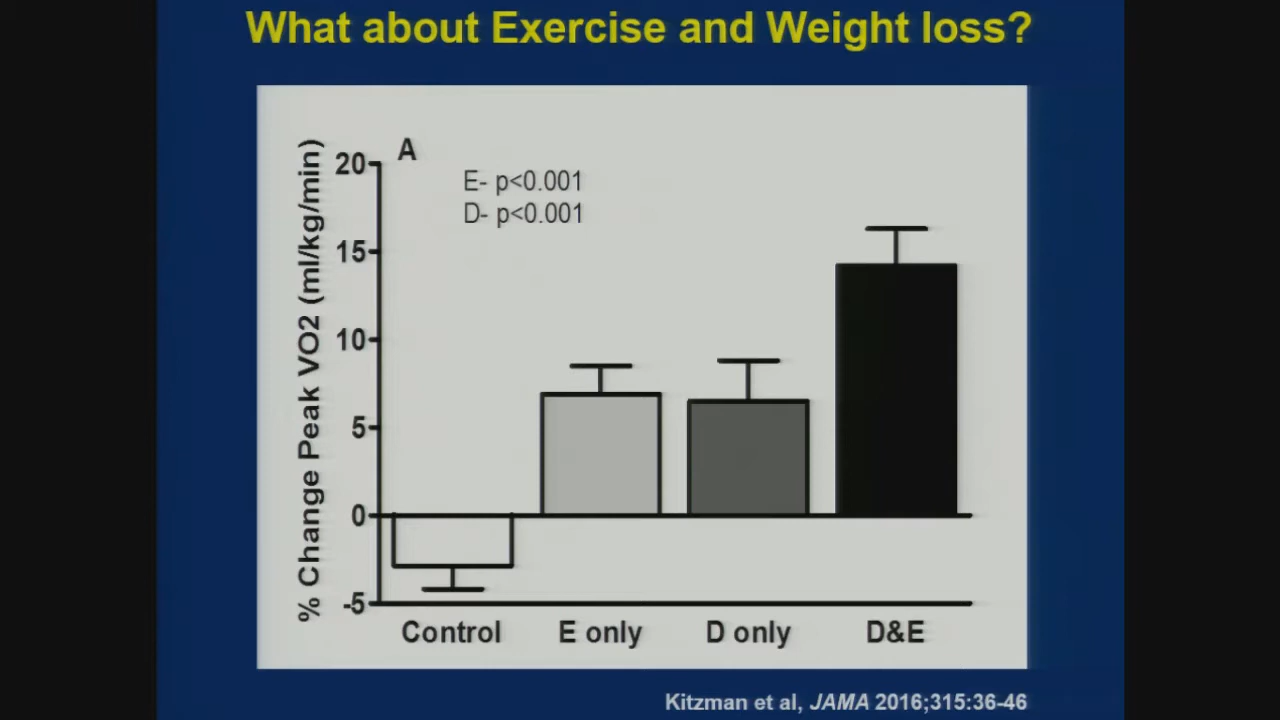 What about Exercise and Weight loss?
A
E- p<0.001
D- p<0.001
% Change Peak VO2 (ml/kg/min)
20
15
10
5
0
-5
Control E only D only D&E
Kitzman et al, JAMA 2016;315:36-46